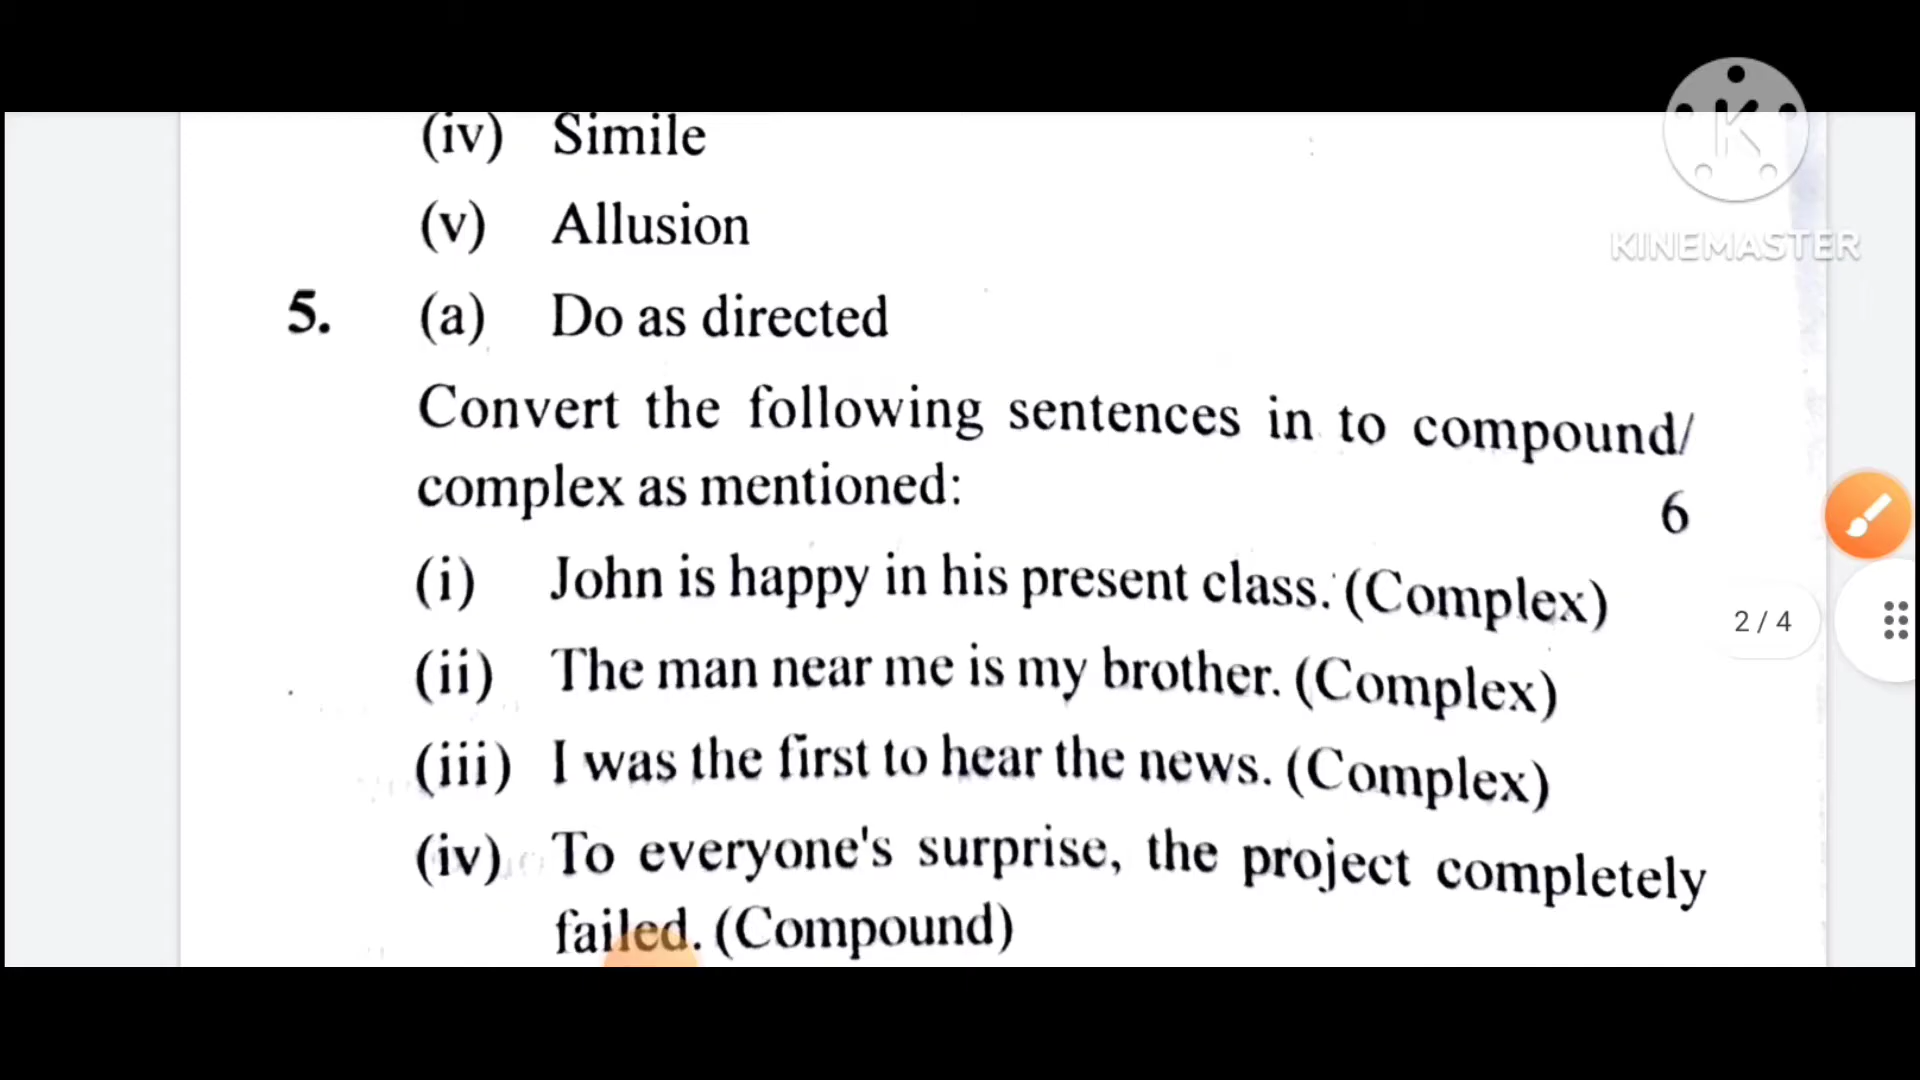 (iv) Simile
K
(v) Allusion
KINEMASTER
5. (a) Do as directed
Convert the following sentences in to compound/
complex as mentioned:
6
(i) John is happy in his present class. (Complex)
2 / 4
(ii) The man near me is my brother. (Complex)
(iii) I was the first to hear the news. (Complex)
(iv) To everyone's surprise, the project completely
failed. (Compound)